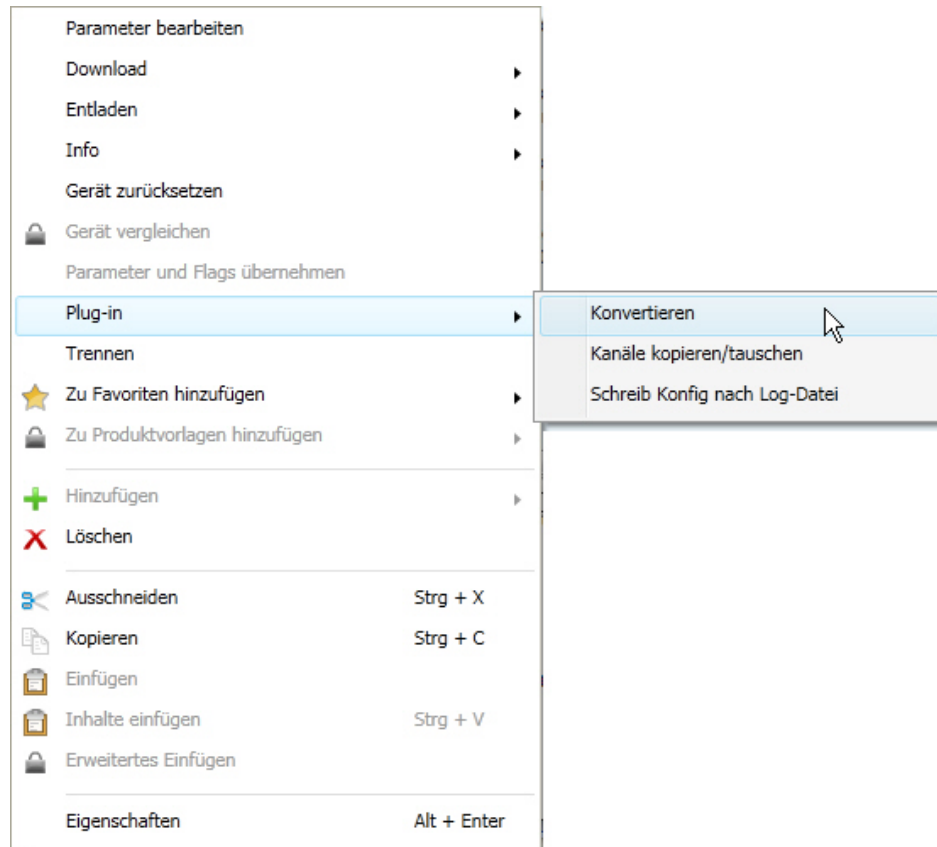 Parameter bearbeiten
Download
Entladen
Info
Gerät zurücksetzen
Gerät vergleichen
Parameter und Flags übernehmen
Plug-in
Konvertieren
Trennen
Kanäle kopieren/tauschen
Zu Favoriten hinzufügen
Schreib Konfig nach Log-Datei
Zu Produktvorlagen hinzufügen
Hinzufügen
Löschen
Ausschneiden Strg + X
Kopieren Strg + C
Einfügen
Inhalte einfügen Strg + V
Erweitertes Einfügen
Eigenschaften Alt + Enter